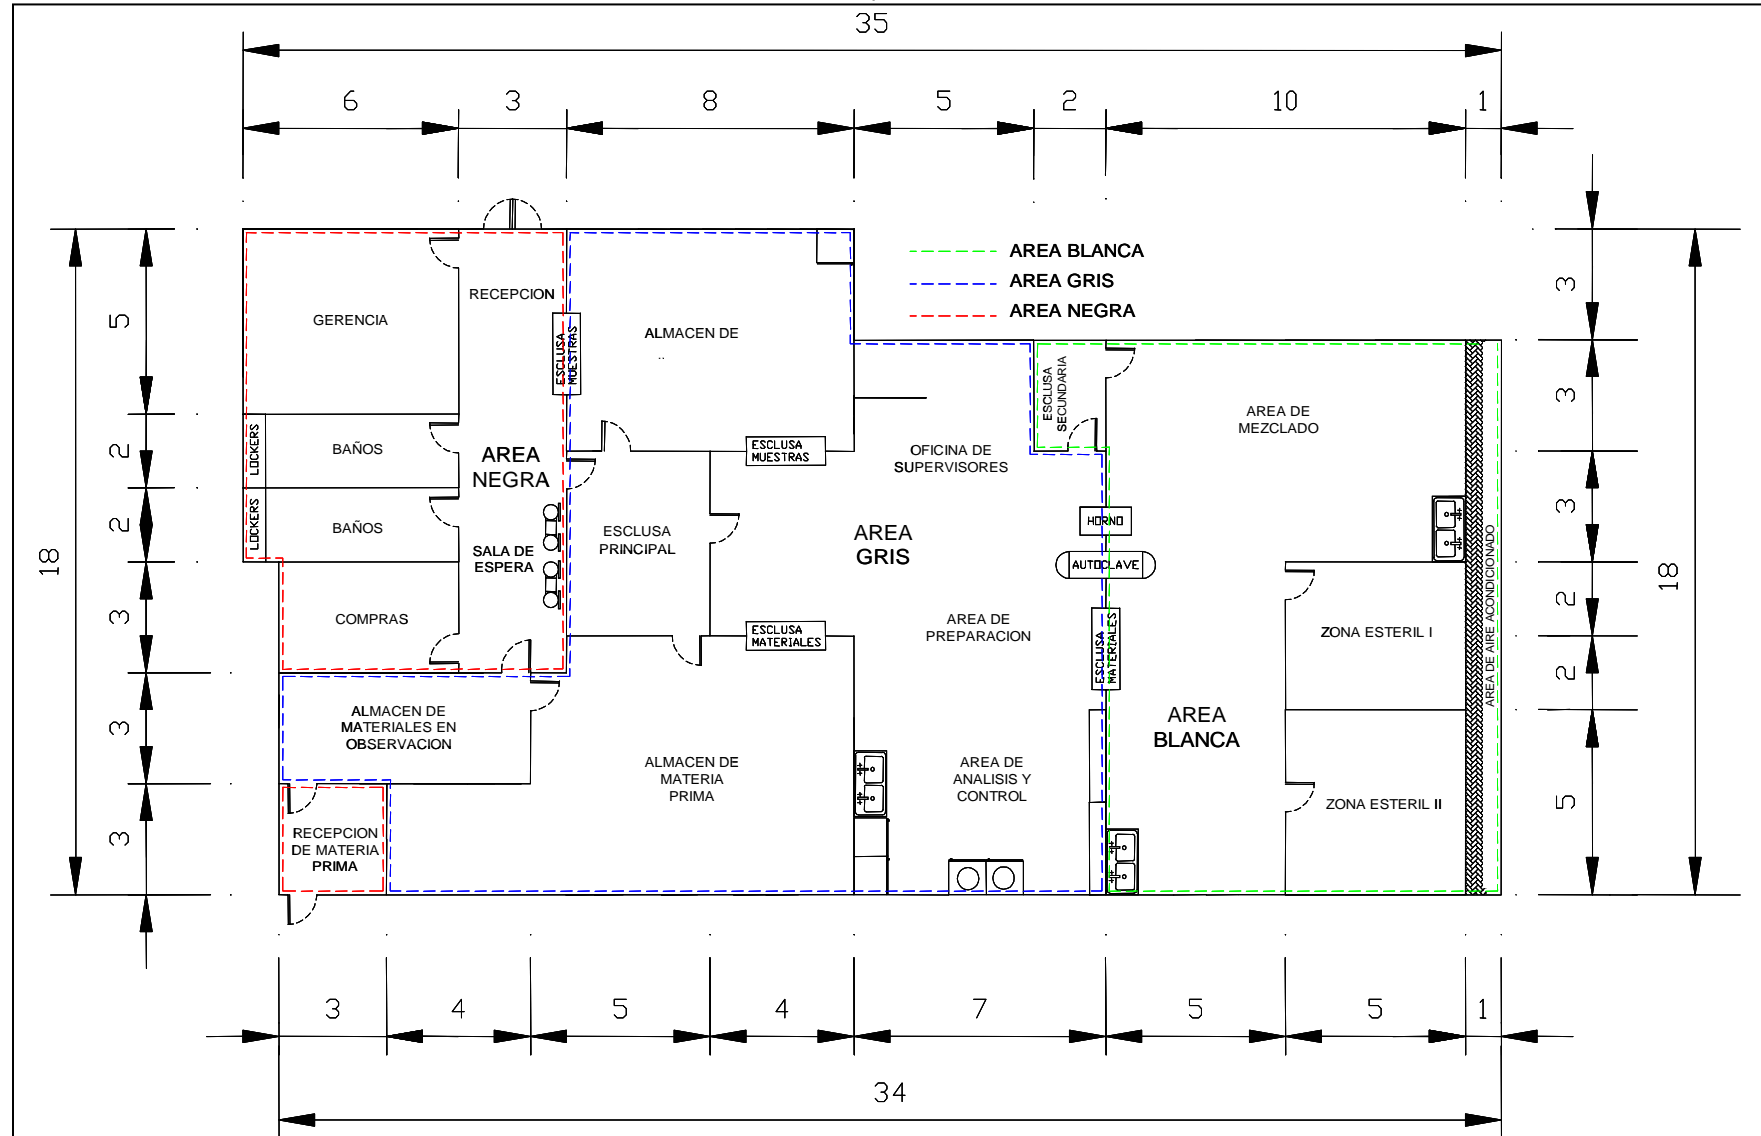 35
6 3 8 5 2 10 1
AREA BLANCA
AREA GRIS
AREA NEGRA
18
5
2
2
3
3
3
3
3
3
2
2
5
18
GERENCIA
RECEPCION
ESCLUSA
MUESTRAS
ALMACEN DE
..
ESCLUSA
SECUNDARIA
AREA DE
MEZCLADO
LOCKERS
BAÑOS
AREA
NEGRA
ESCLUSA
MUESTRAS
OFICINA DE
SUPERVISORES
LOCKERS
BAÑOS
SALA DE
ESPERA
ESCLUSA
PRINCIPAL
AREA
GRIS
HORNO
AUTOCLAVE
AREA DE AIRE ACONDICIONADO
COMPRAS
ESCLUSA
MATERIALES
AREA DE
PREPARACION
ESCLUSA
MATERIALES
ZONA ESTERIL I
ALMACEN DE
MATERIALES EN
OBSERVACION
AREA
BLANCA
ALMACEN DE
MATERIA
PRIMA
AREA DE
ANALISIS Y
CONTROL
ZONA ESTERIL II
RECEPCION
DE MATERIA
PRIMA
3 4 5 4 7 5 5 1
34